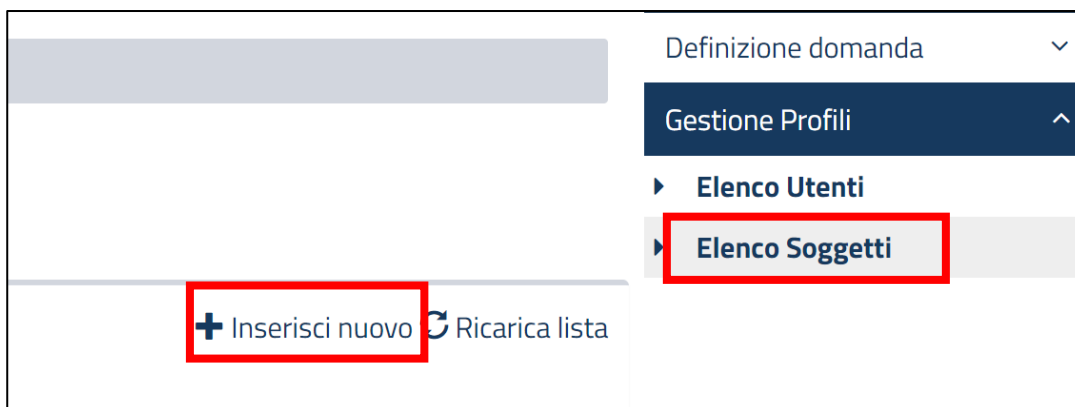 Definizione domanda
Gestione Profili
Elenco Utenti
Elenco Soggetti
Inserisci nuovo Ricarica lista